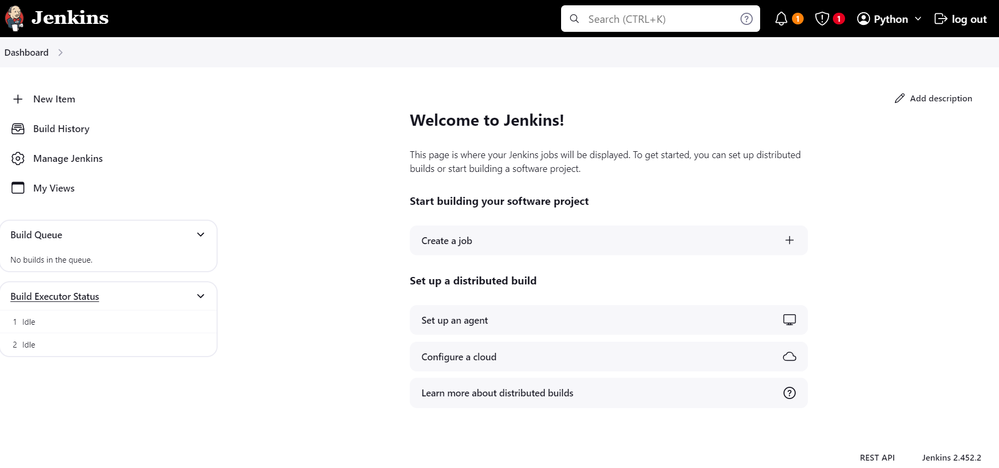 Jenkins
Search (CTRL+K)
1
1
Python
log out
Dashboard
New Item
Build History
Manage Jenkins
My Views
Build Queue
No builds in the queue.
Build Executor Status
1 Idle
2 Idle
Add description
Welcome to Jenkins!
This page is where your Jenkins jobs will be displayed. To get started, you can set up distributed
builds or start building a software project.
Start building your software project
Create a job
Set up a distributed build
Set up an agent
Configure a cloud
Learn more about distributed builds
REST API
Jenkins 2.452.2